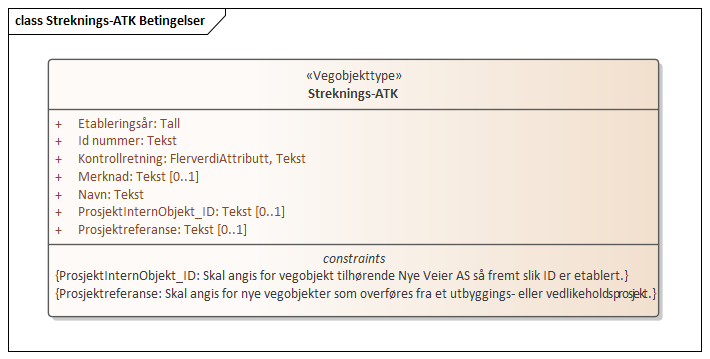 class Streknings-ATK Betingelser
«Vegobjekttype»
Streknings-ATK
+ Etableringsår: Tall
+ Id nummer: Tekst
+ Kontrollretning: FlerverdiAttributt, Tekst
+ Merknad: Tekst [0..1]
+ Navn: Tekst
+ ProsjektInternObjekt_ID: Tekst [0..1]
+ Prosjektreferanse: Tekst [0..1]
constraints
{ProsjektInternObjekt_ID: Skal angis for vegobjekt tilhørende Nye Veier AS så fremt slik ID er etablert.}
{Prosjektreferanse: Skal angis for nye vegobjekter som overføres fra et utbyggings- eller vedlikeholdsprosjekt.}